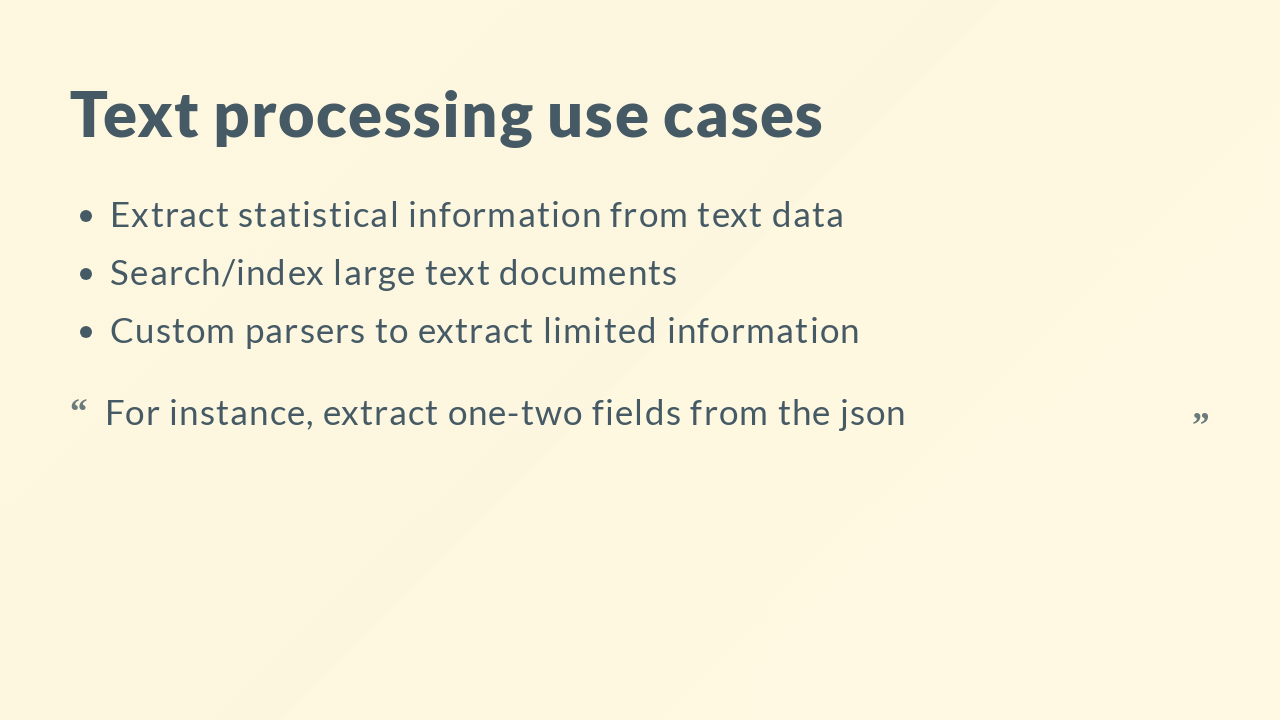 Text processing use cases
• Extract statistical information from text data
• Search/index large text documents
• Custom parsers to extract limited information
“ For instance, extract one-two fields from the json ”